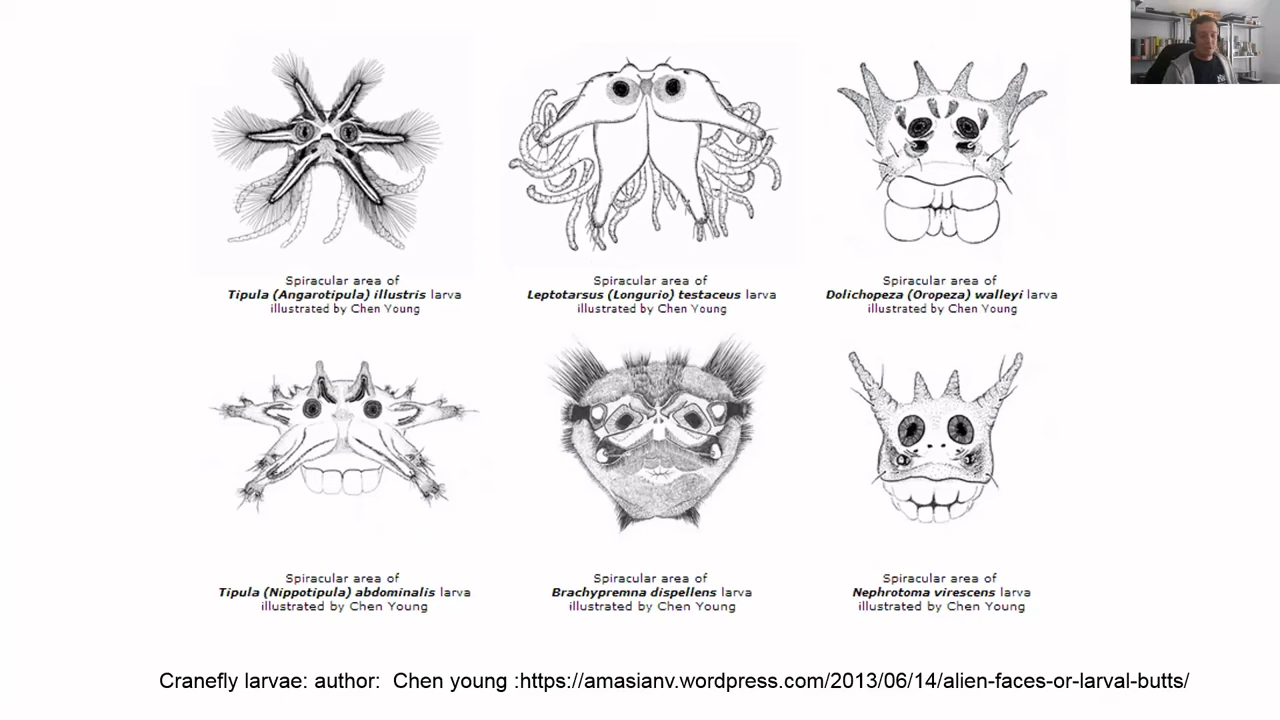 Spiracular area of
Tipula (Angarotipula) illustris larva
illustrated by Chen Young
Spiracular area of
Leptotarsus (Longurio) testaceus larva
illustrated by Chen Young
Spiracular area of
Dolichopeza (Oropeza) walleyi larva
illustrated by Chen Young
Spiracular area of
Tipula (Nippotipula) abdominalis larva
illustrated by Chen Young
Spiracular area of
Brachypremna dispellens larva
illustrated by Chen Young
Spiracular area of
Nephrotoma virescens larva
illustrated by Chen Young
Cranefly larvae: author: Chen young :https://amasianv.wordpress.com/2013/06/14/alien-faces-or-larval-butts/